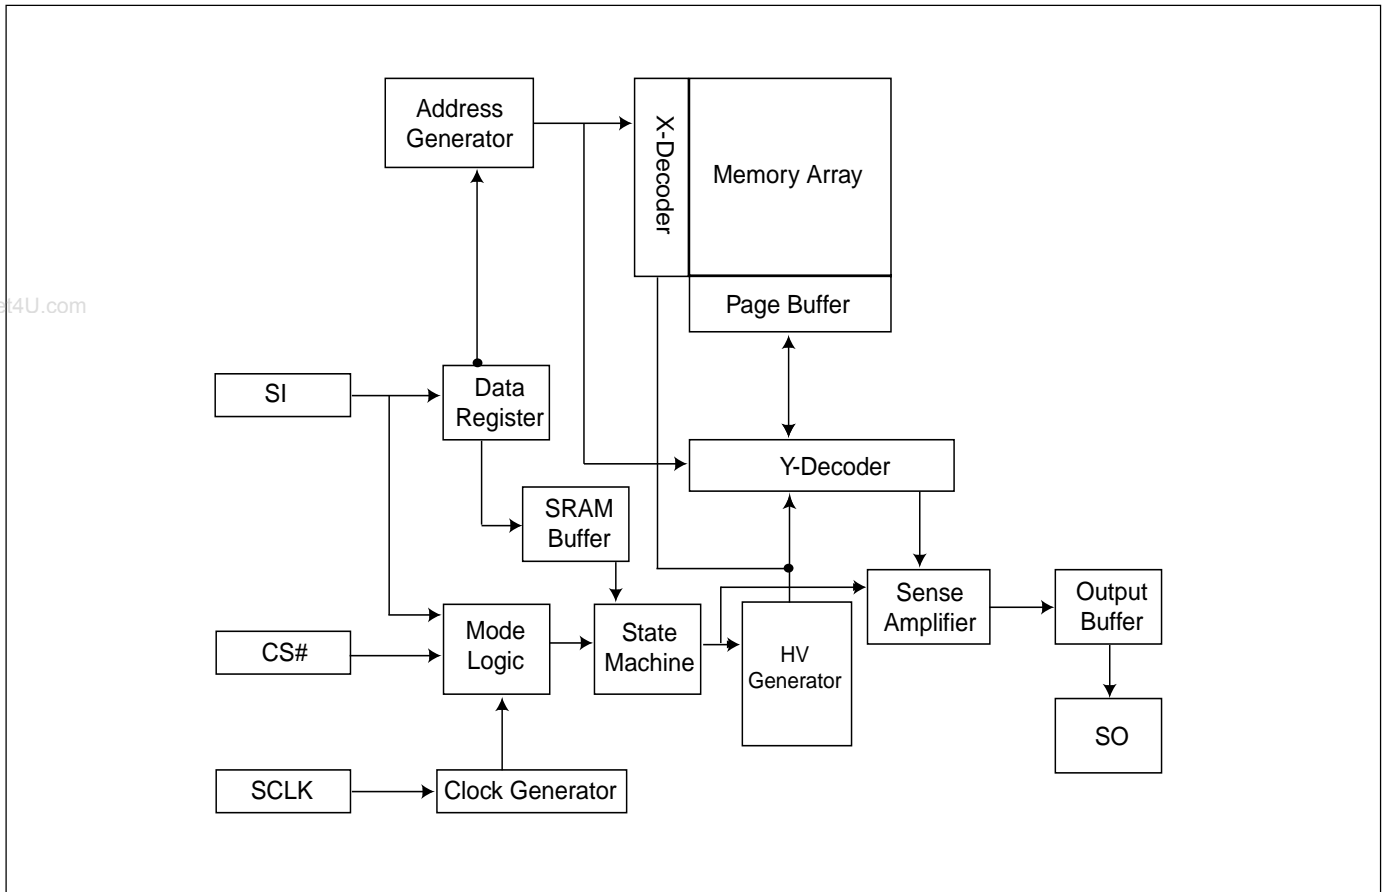 Address
Generator
X-Decoder
Memory Array
Page Buffer
et4U.com
SI
Data
Register
Y-Decoder
SRAM
Buffer
Sense
Amplifier
Output
Buffer
CS#
Mode
Logic
State
Machine
HV
Generator
SO
SCLK
Clock Generator